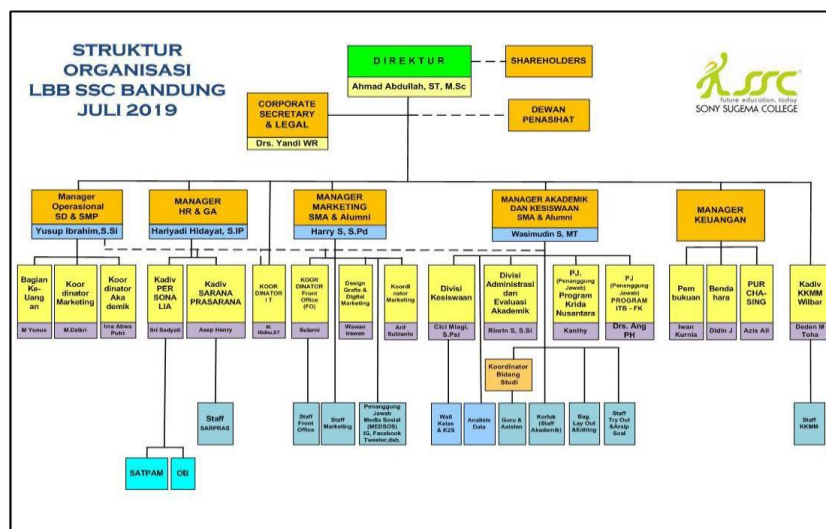 STRUKTUR
ORGANISASI
LBB SSC BANDUNG
JULI 2019
DIREKTUR
Ahmad Abdullah, ST, M.Sc
SHAREHOLDERS
SSC
future education, today
SONY SUGEMA COLLEGE
CORPORATE
SECRETARY
& LEGAL
Drs. Yandi WR
DEWAN
PENASIHAT
Manager
Operasional
SD & SMP
Yusup Ibrahim,S.Si
MANAGER
HR & GA
Hariyadi Hidayat, S.IP
MANAGER
MARKETING
SMA & Alumni
Harry S, S.Pd
MANAGER AKADEMIK
DAN KESISWAAN
SMA & Alumni
Wasimudin S, MT
MANAGER
KEUANGAN
Bagian
Ke-
Uang
an
M Yunus
Koor
dinator
Marketing
M.Dzikri
Koor
dinator
Aka
demik
Ima Abwa
Putri
Kadiv
PER
SONA
LIA
Sri Sedyati
Kadiv
SARANA
PRASARANA
Asep Henry
KOOR
DINATOR
I T
M.
Ridho,ST
KOOR
DINATOR
Front
Office
(FO)
Sutarni
Design
Grafis &
Digital
Marketing
Wawan
Irawan
Koordi
nator
Marketing
Arif
Sutrianto
Divisi
Kesiswaan
Cici Miagi,
S.Psi
Divisi
Administrasi
dan
Evaluasi
Akademik
Rinrin S, S.Si
PJ.
(Penanggung
Jawab)
Program
Krida
Nusantara
Kanthy
PJ
(Penanggung
Jawab)
PROGRAM
ITB - FK
Drs. Ang
PH
Pem
bukuan
Iwan
Kurnia
Benda
hara
Didin J
PUR
CHA-
SING
Azis Ali
Kadiv
KKMM
Wilbar
Deden M
Toha
Koordinator
Bidang
Studi
Staff
SARPRAS
Staff
Front
Office
Staff
Marketing
Penanggung
Jawab
Media Sosial
(MEDSOS)
IG, Facebook
Tweeter,dsb.
Wali
Kelas
& K2S
Analisis
Data
Guru &
Asisten
Kortok
(Staff
Akademik)
Bag.
Lay Out
&Editing
Staff
Try Out
&Arsip
Soal
Staff
KKMM
SATPAM
OB